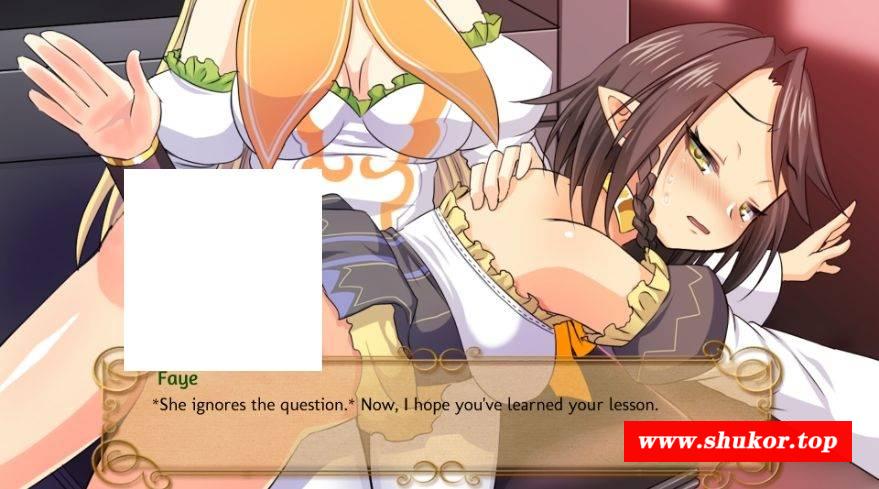 Faye
*She ignores the question.* Now, I hope you've learned your lesson.
www.shukor.top